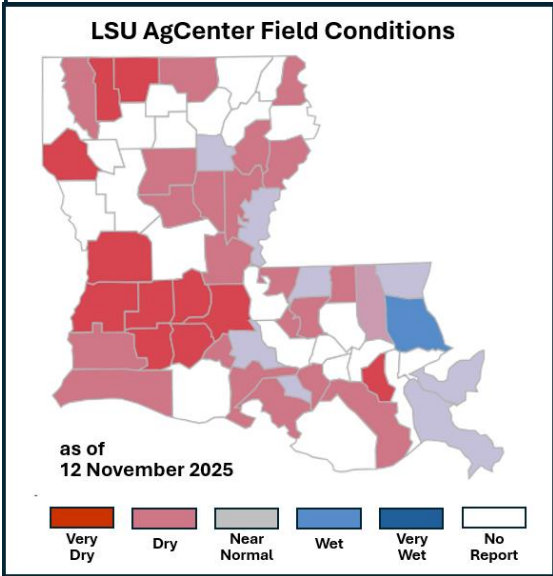 LSU AgCenter Field Conditions
as of
12 November 2025
Very Dry
Dry
Near Normal
Wet
Very Wet
No Report